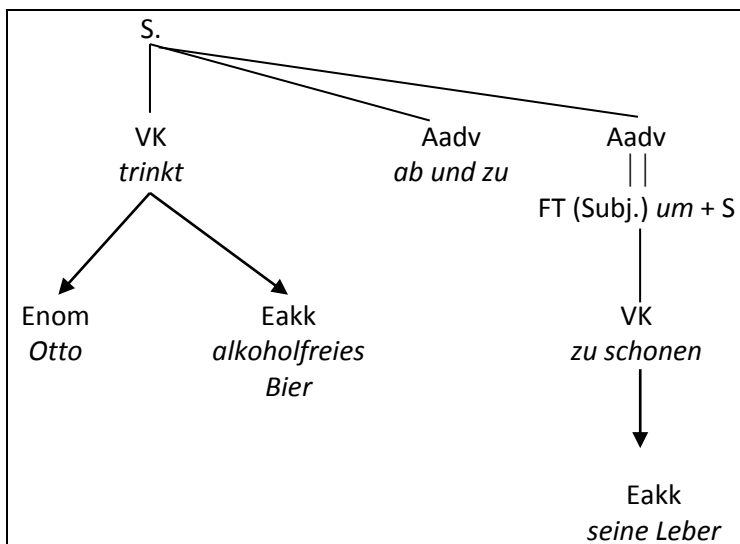 S.
VK
trinkt
Aadv
ab und zu
Aadv
FT (Subj.) um + S
Enom
Otto
Eakk
alkoholfreies
Bier
VK
zu schonen
Eakk
seine Leber